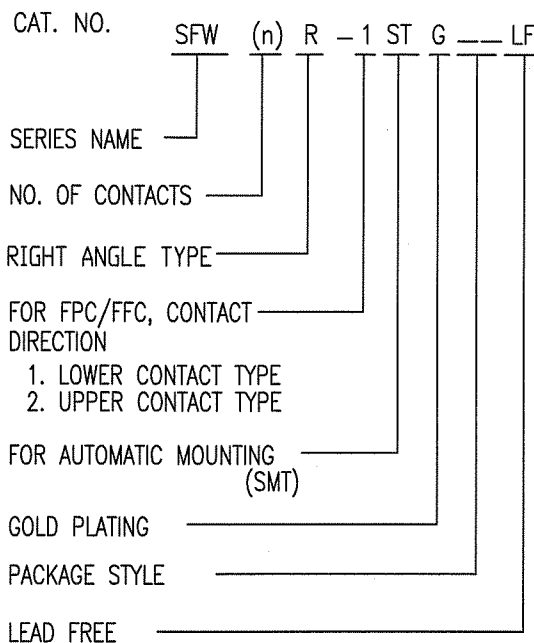 CAT. NO.
SFW (n) R - 1 ST G __ LF
SERIES NAME
NO. OF CONTACTS
RIGHT ANGLE TYPE
FOR FPC/FFC, CONTACT
DIRECTION
1. LOWER CONTACT TYPE
2. UPPER CONTACT TYPE
FOR AUTOMATIC MOUNTING
(SMT)
GOLD PLATING
PACKAGE STYLE
LEAD FREE